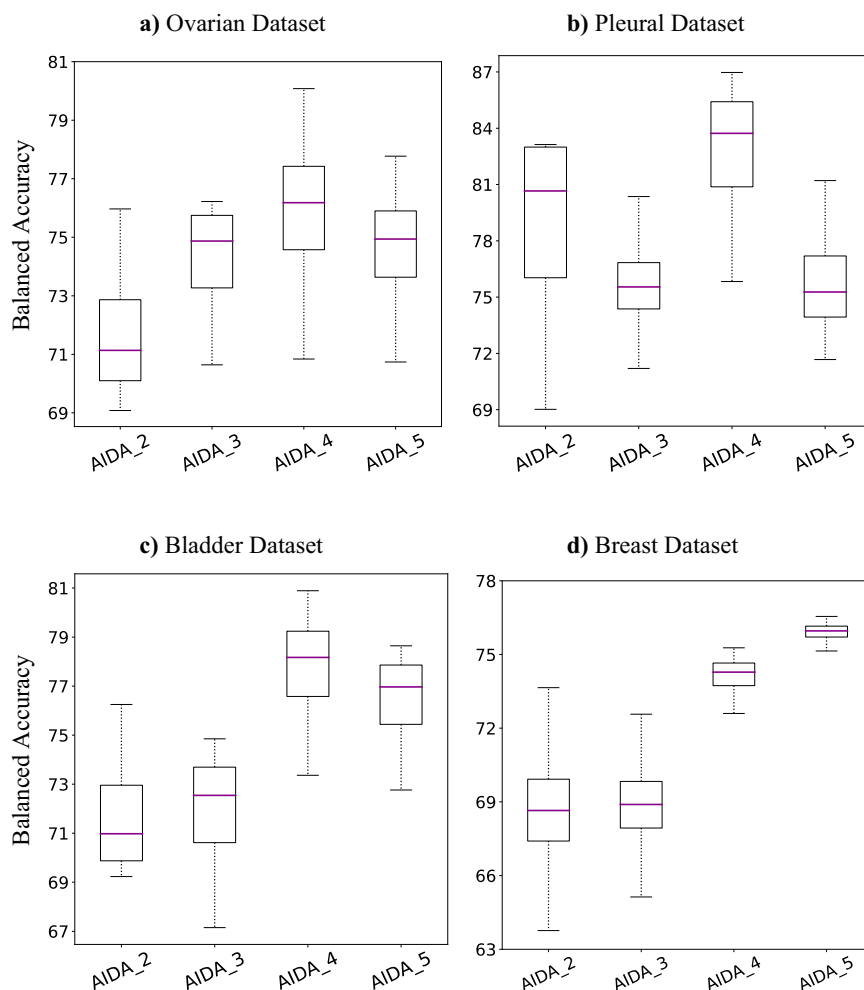 a) Ovarian Dataset
81
79
77
75
73
71
69
Balanced Accuracy
AIDA_2
AIDA_3
AIDA_4
AIDA_5
b) Pleural Dataset
87
84
81
78
75
72
69
AIDA_2
AIDA_3
AIDA_4
AIDA_5
c) Bladder Dataset
81
79
77
75
73
71
69
67
Balanced Accuracy
AIDA_2
AIDA_3
AIDA_4
AIDA_5
d) Breast Dataset
78
75
72
69
66
63
AIDA_2
AIDA_3
AIDA_4
AIDA_5